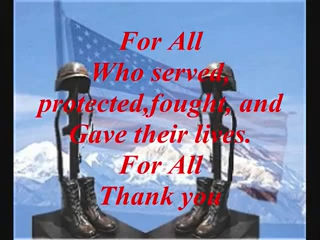 For All
Who served,
protected,fought, and
Gave their lives.
For All
Thank you